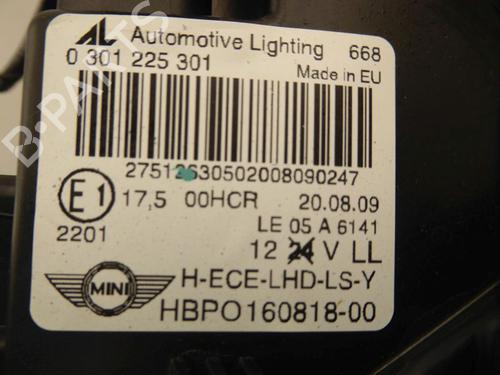 AL Automotive Lighting 668
0 301 225 301 Made in EU
27512630502008090247
E1 17,5 00HCR 20.08.09
2201 LE 05 A 6141
12 24 V LL
MINI H-ECE-LHD-LS-Y
HBPO160818-00
B-PARTS